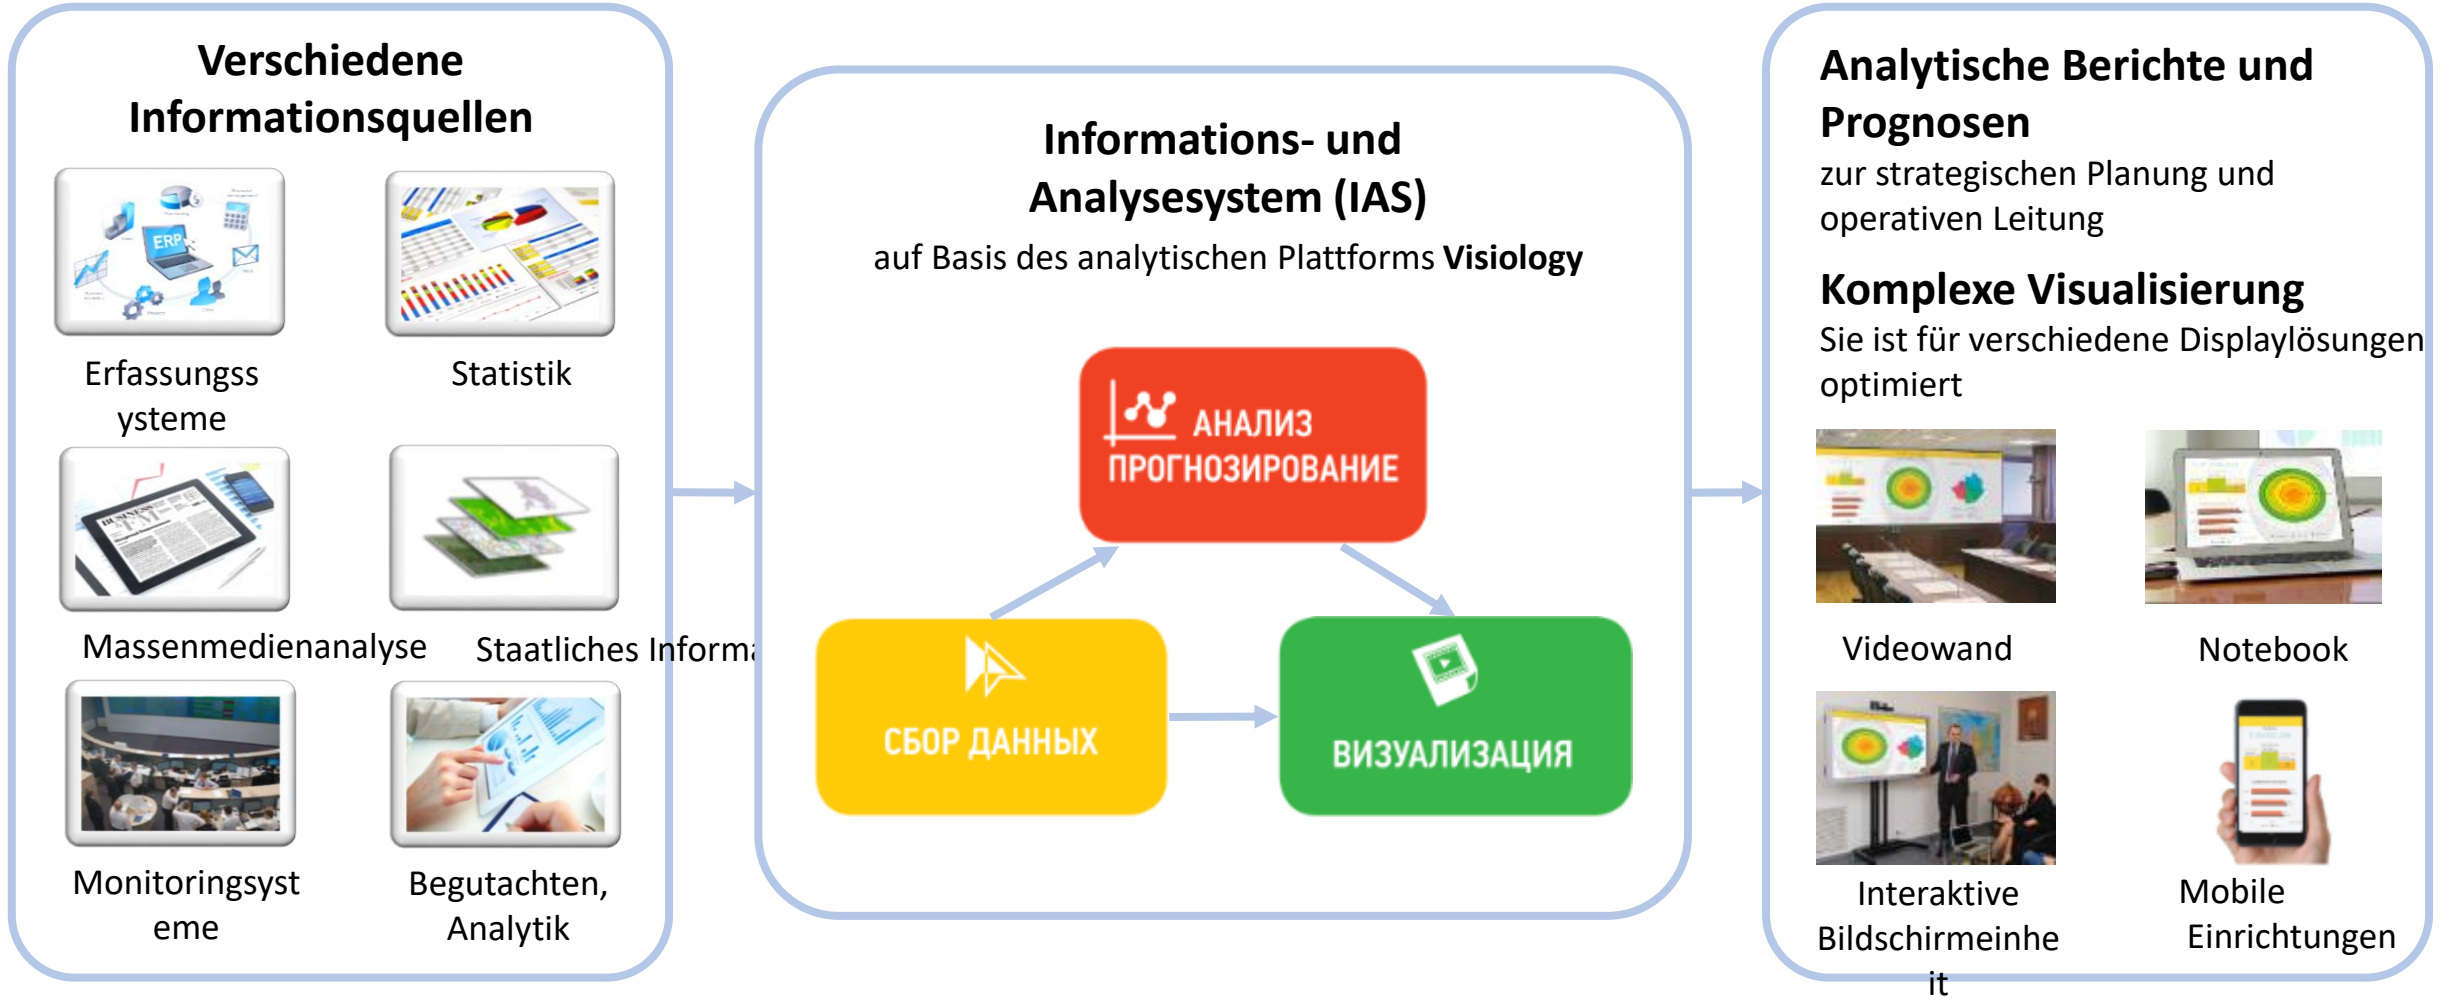 Verschiedene
Informationsquellen
ERP
Erfassungss
ysteme
Statistik
BUSINESS
Massenmedienanalyse
Staatliches Informa
Monitoringsyst
eme
Begutachten,
Analytik
Informations- und
Analysesystem (IAS)
auf Basis des analytischen Plattforms Visiology
АНАЛИЗ
ПРОГНОЗИРОВАНИЕ
СБОР ДАННЫХ
ВИЗУАЛИЗАЦИЯ
Analytische Berichte und
Prognosen
zur strategischen Planung und
operativen Leitung
Komplexe Visualisierung
Sie ist für verschiedene Displaylösungen
optimiert
Videowand
Notebook
Interaktive
Bildschirmeinhe
it
Mobile
Einrichtungen